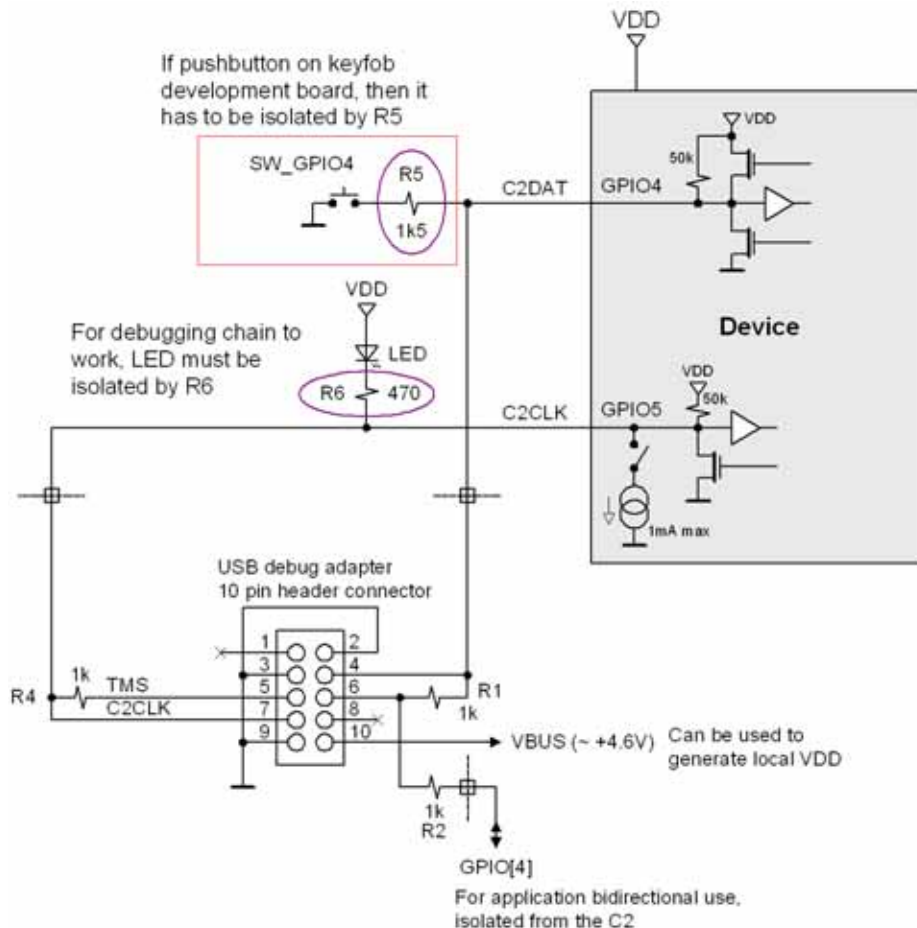 VDD
If pushbutton on keyfob
development board, then it
has to be isolated by R5
SW_GPIO4
R5
1k5
C2DAT
GPIO4
VDD
50k
VDD
For debugging chain to
work, LED must be
isolated by R6
LED
R6 470
Device
C2CLK
GPIO5
VDD
50k
1mA max
USB debug adapter
10 pin header connector
1 2
3 4
5 6
7 8
9 10
R4
1k
TMS
C2CLK
R1
1k
VBUS (~ +4.6V)
Can be used to
generate local VDD
1k
R2
GPIO[4]
For application bidirectional use,
isolated from the C2